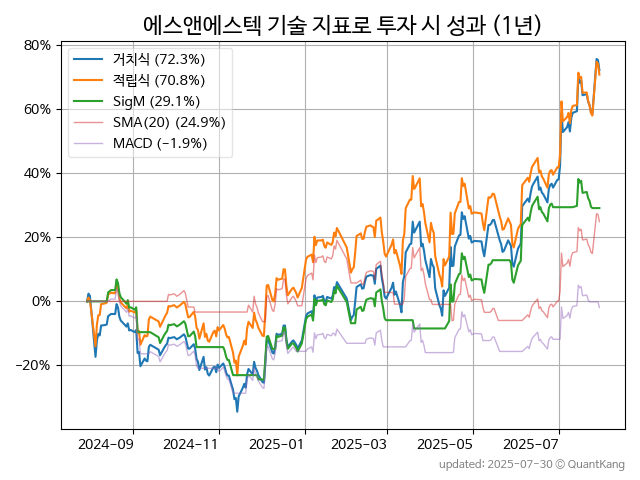 에스앤에스텍 기술 지표로 투자 시 성과 (1년)
80%
60%
40%
20%
0%
−20%
거치식 (72.3%)
적립식 (70.8%)
SigM (29.1%)
SMA(20) (24.9%)
MACD (−1.9%)
2024-09 2024-11 2025-01 2025-03 2025-05 2025-07
updated: 2025-07-30 © QuantKang